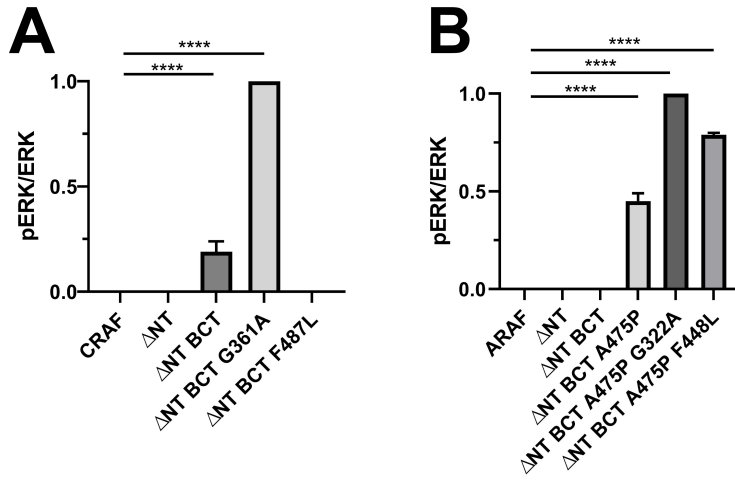 A
****
****
1.0
0.5
0.0
pERK/ERK
CRAF
∆NT
∆NT BCT
∆NT BCT G361A
∆NT BCT F487L
B
****
****
****
1.0
0.5
0.0
pERK/ERK
ARAF
∆NT
∆NT BCT
∆NT BCT A475P
∆NT BCT A475P G322A
∆NT BCT A475P F448L